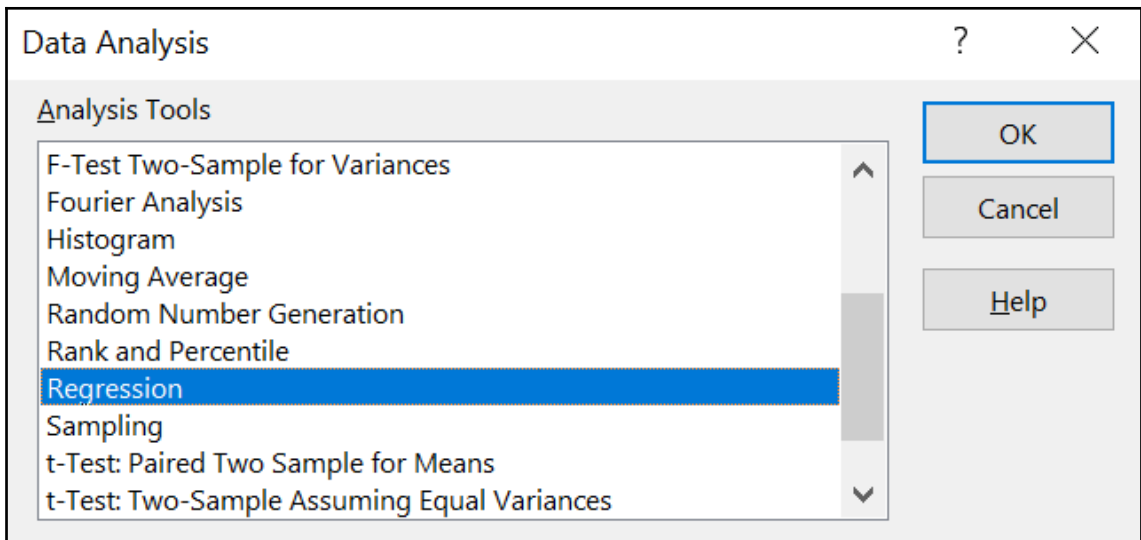 Data Analysis
?
Analysis Tools
F-Test Two-Sample for Variances
Fourier Analysis
Histogram
Moving Average
Random Number Generation
Rank and Percentile
Regression
Sampling
t-Test: Paired Two Sample for Means
t-Test: Two-Sample Assuming Equal Variances
OK
Cancel
Help